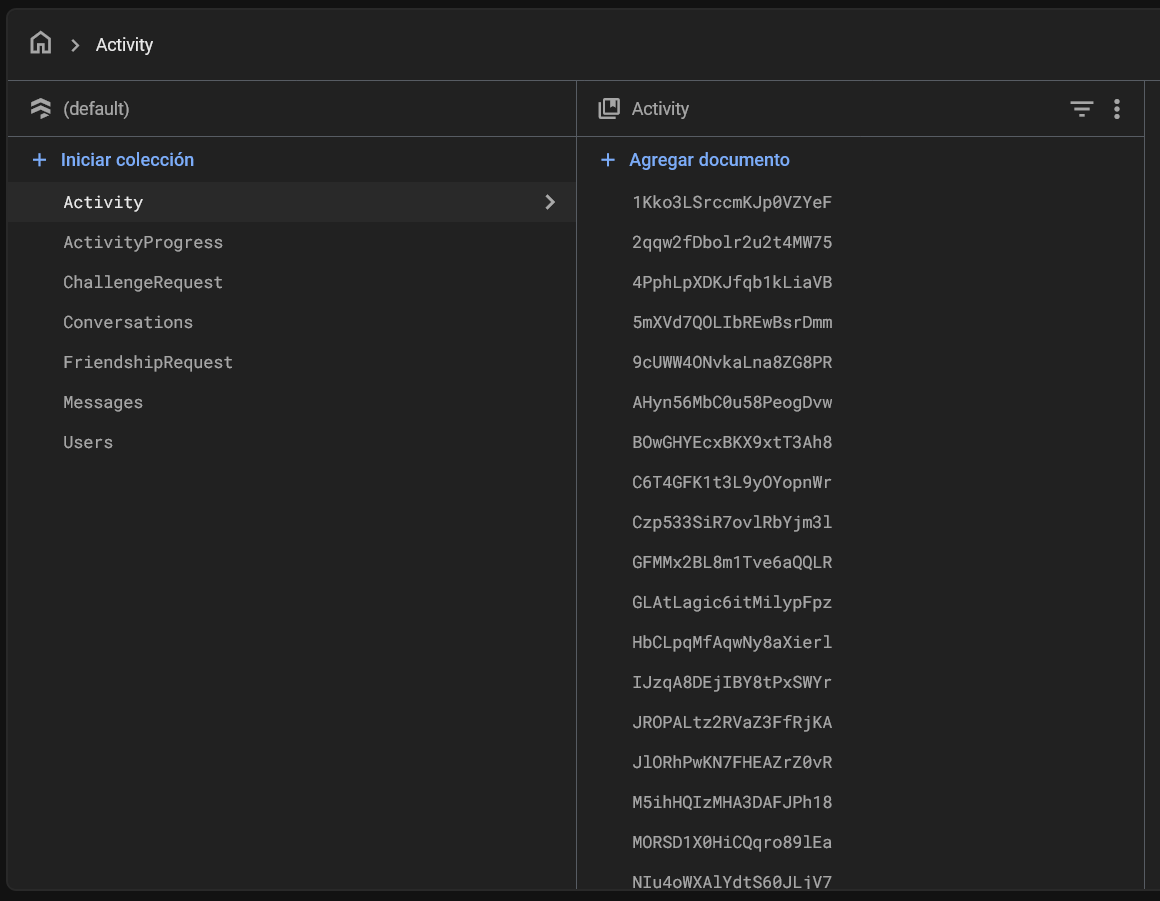 Activity
(default)
Iniciar colección
Activity
ActivityProgress
ChallengeRequest
Conversations
FriendshipRequest
Messages
Users
Activity
Agregar documento
1Kko3LSrccmKJp0VZYeF
2qqw2fDbolr2u2t4MW75
4PphLpXDKJfqb1kLiaVB
5mXVd7QOLIbREwBsrDmm
9cUWW4ONvkaLna8ZG8PR
AHyn56MbC0u58PeogDvw
BOwGHYEcxBKX9xtT3Ah8
C6T4GFK1t3L9yOYopnWr
Czp533SiR7ovlRbYjm3l
GFMMx2BL8m1Tve6aQQLR
GLAtLagic6itMilypFpz
HbCLpqMfAqwNy8aXierl
IJzqA8DEjIBY8tPxSWYr
JROPALtz2RVaZ3FfRjKA
JlORhPwKN7FHEAZrZ0vR
M5ihHQIzMHA3DAFJPh18
MORSD1X0HiCQqro89lEa
NIu4oWXAlYdtS60JLjV7